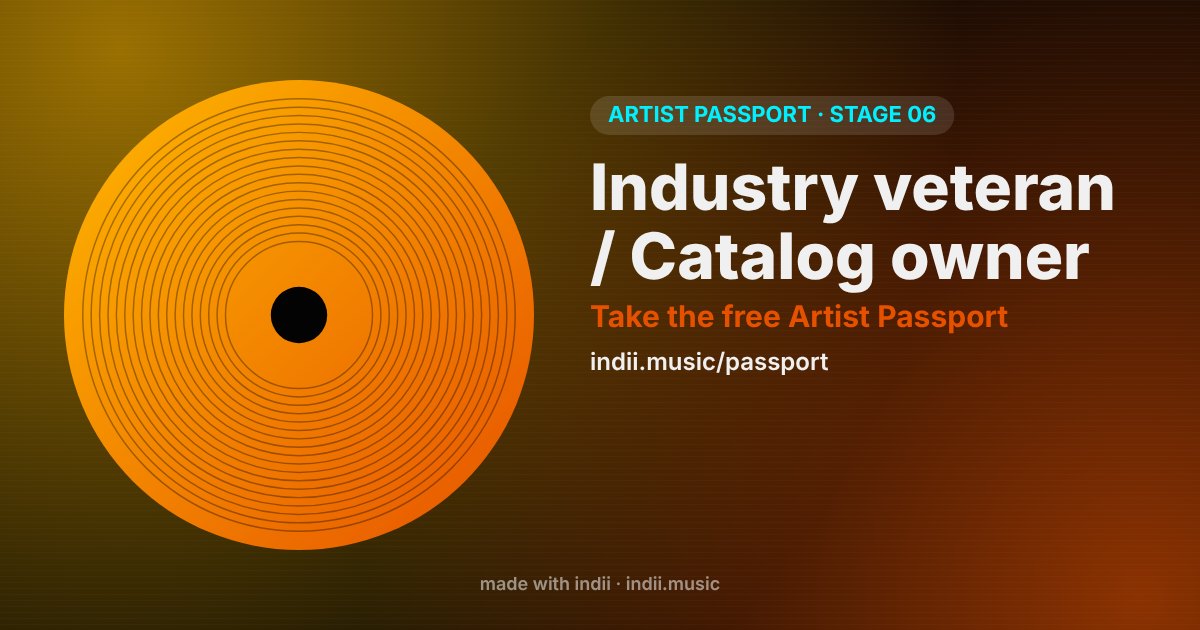 ARTIST PASSPORT · STAGE 06
Industry veteran
/ Catalog owner
Take the free Artist Passport
indii.music/passport
made with indii · indii.music